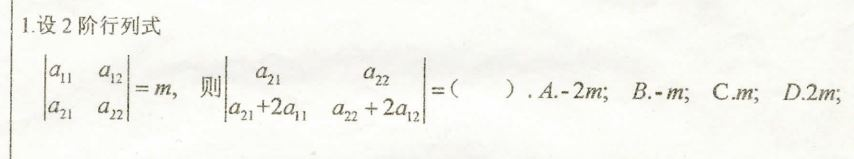 1.设2阶行列式
|a₁₁ a₁₂|
|a₂₁ a₂₂| = m, 则 |a₂₁ a₂₂|
|a₂₁+2a₁₁ a₂₂+2a₁₂| =( ).A.-2m; B.-m; C.m; D.2m;